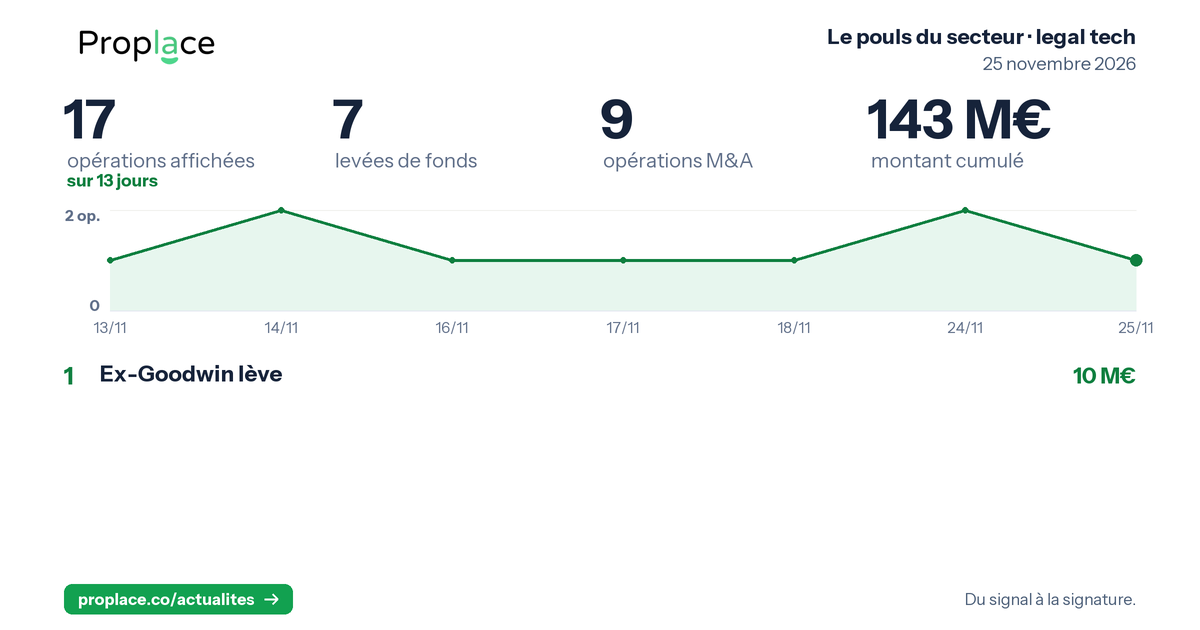 Proplace
Le pouls du secteur · legal tech
25 novembre 2026
17
opérations affichées
sur 13 jours
7
levées de fonds
9
opérations M&A
143 M€
montant cumulé
2 op.
0
13/11 14/11 16/11 17/11 18/11 24/11 25/11
1 Ex-Goodwin lève 10 M€
proplace.co/actualites →
Du signal à la signature.